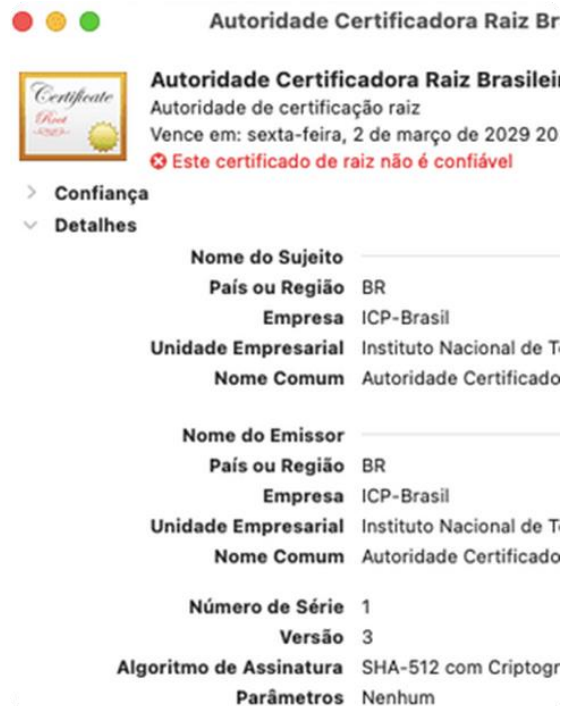 Autoridade Certificadora Raiz Br
Certificate
Root
Autoridade Certificadora Raiz Brasilei
Autoridade de certificação raiz
Vence em: sexta-feira, 2 de março de 2029 20
Este certificado de raiz não é confiável
Confiança
Detalhes
Nome do Sujeito
País ou Região BR
Empresa ICP-Brasil
Unidade Empresarial Instituto Nacional de T
Nome Comum Autoridade Certificado
Nome do Emissor
País ou Região BR
Empresa ICP-Brasil
Unidade Empresarial Instituto Nacional de T
Nome Comum Autoridade Certificado
Número de Série 1
Versão 3
Algoritmo de Assinatura SHA-512 com Criptogr
Parâmetros Nenhum